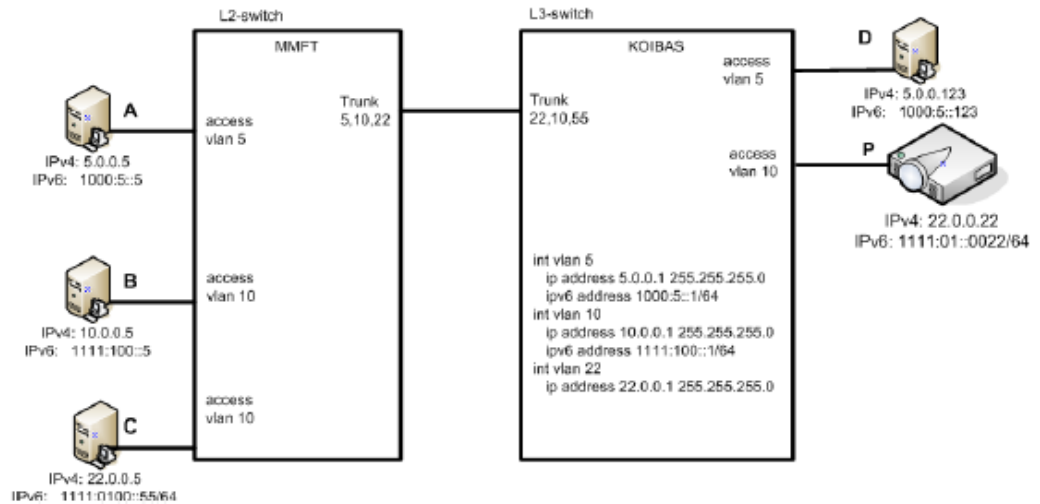 L2-switch
MMFT
A
access
vlan 5
Trunk
5,10,22
IPv4: 5.0.0.5
IPv6: 1000:5::5
B
access
vlan 10
IPv4: 10.0.0.5
IPv6: 1111:100::5
C
access
vlan 10
IPv4: 22.0.0.5
IPv6: 1111:0100::55/64
L3-switch
KOIBAS
Trunk
22,10,55
access
vlan 5
D
IPv4: 5.0.0.123
IPv6: 1000:5::123
access
vlan 10
P
IPv4: 22.0.0.22
IPv6: 1111:01::0022/64
int vlan 5
ip address 5.0.0.1 255.255.255.0
ipv6 address 1000:5::1/64
int vlan 10
ip address 10.0.0.1 255.255.255.0
ipv6 address 1111:100::1/64
int vlan 22
ip address 22.0.0.1 255.255.255.0